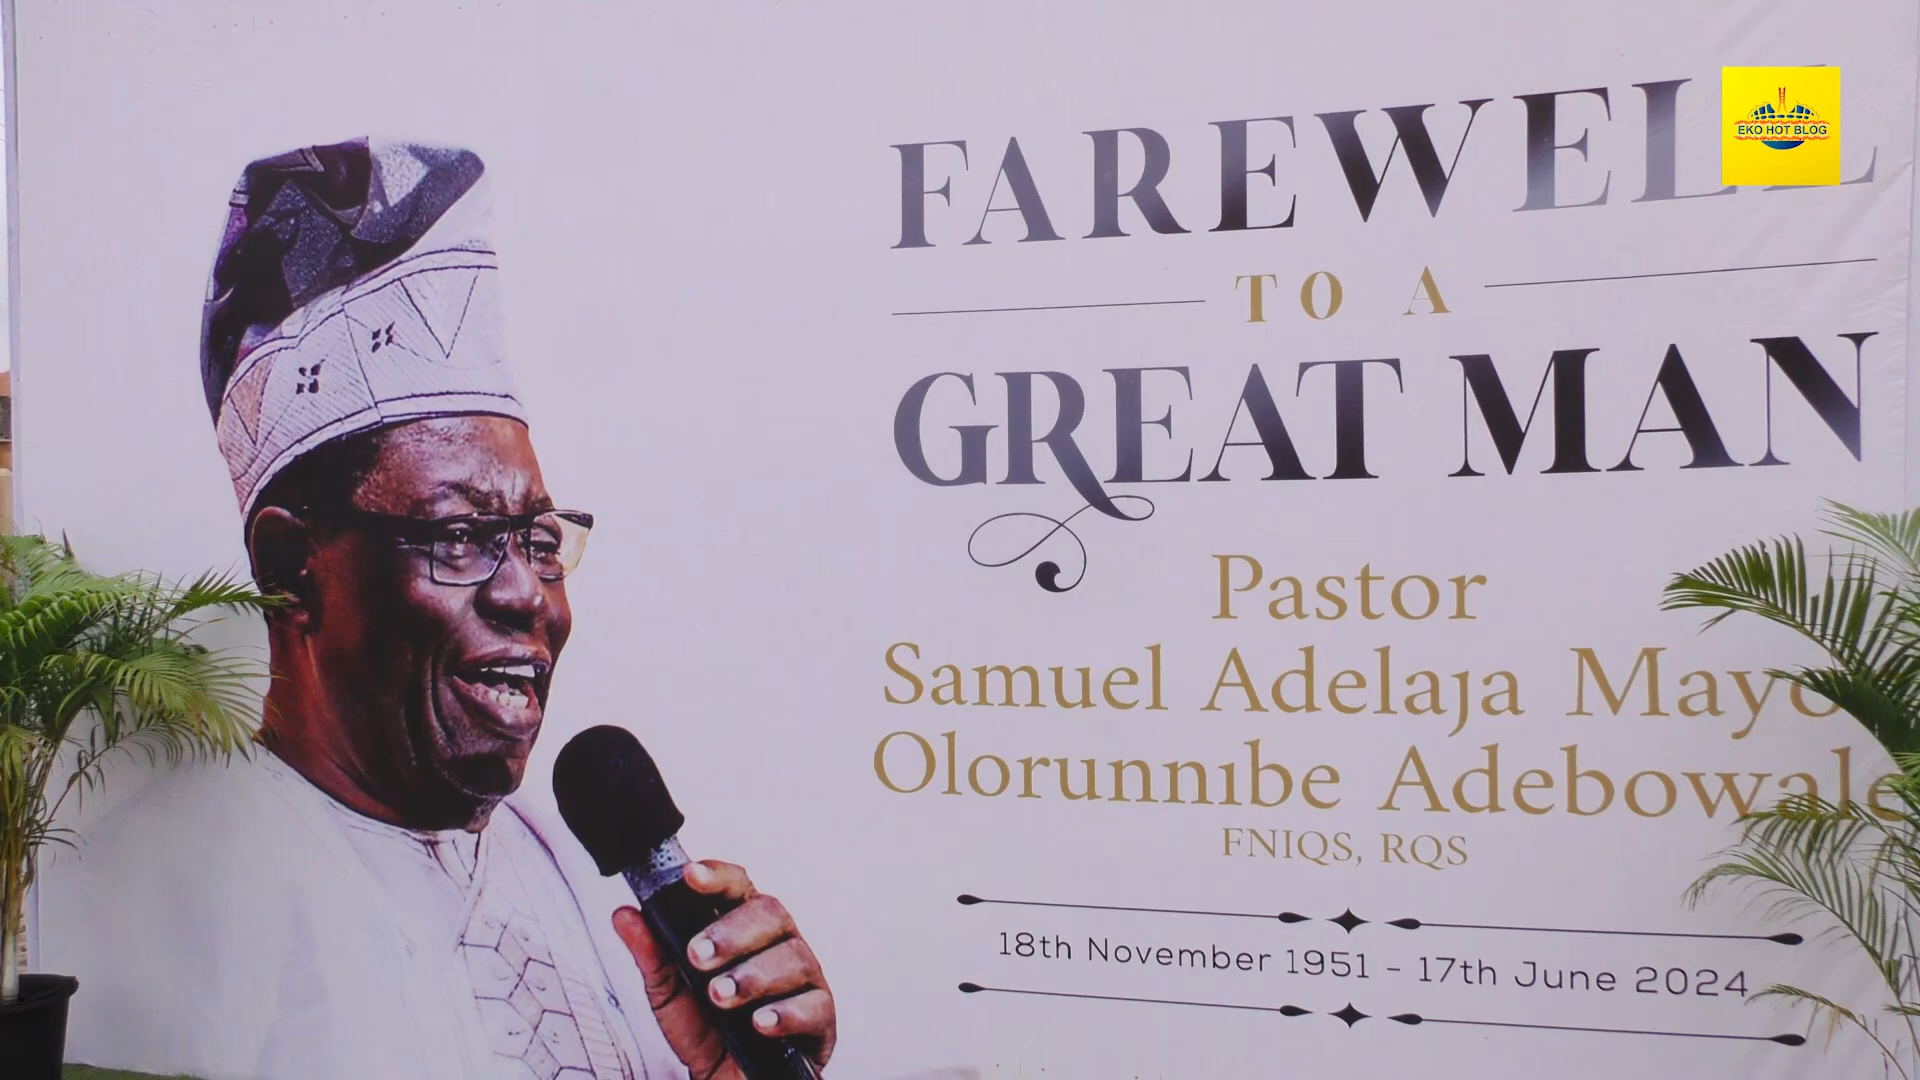 EKO HOT BLOG
FAREWELL
TO A
GREAT MAN
Pastor
Samuel Adelaja Mayo
Olorunnibe Adebowale
FNIQS, RQS
18th November 1951 - 17th June 2024